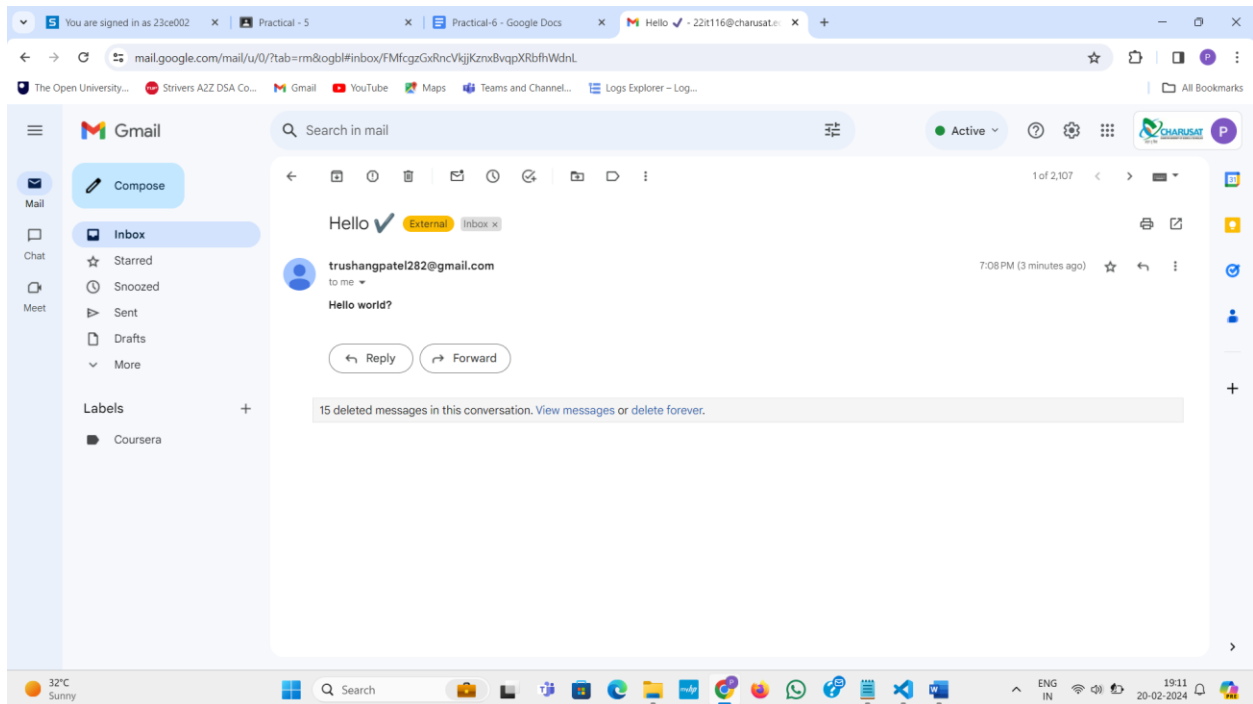 You are signed in as 23ce002
Practical - 5
Practical-6 - Google Docs
Hello ✔ - 22it116@charusat.e
mail.google.com/mail/u/0/?tab=rm&ogbl#inbox/FMfcgzGxRncVkjjKznxBvqpXRbfhWdnL
The Open University...
Strivers A2Z DSA Co...
Gmail
YouTube
Maps
Teams and Channel...
Logs Explorer – Log...
All Bookmarks
Gmail
Search in mail
Active
CHARUSAT
P
Mail
Chat
Meet
Compose
Inbox
Starred
Snoozed
Sent
Drafts
More
Labels +
Coursera
1 of 2,107
Hello ✔ External Inbox x
trushangpatel282@gmail.com 7:08 PM (3 minutes ago)
to me
Hello world?
Reply Forward
15 deleted messages in this conversation. View messages or delete forever.
32°C
Sunny
Search
ENG
IN
19:11
20-02-2024